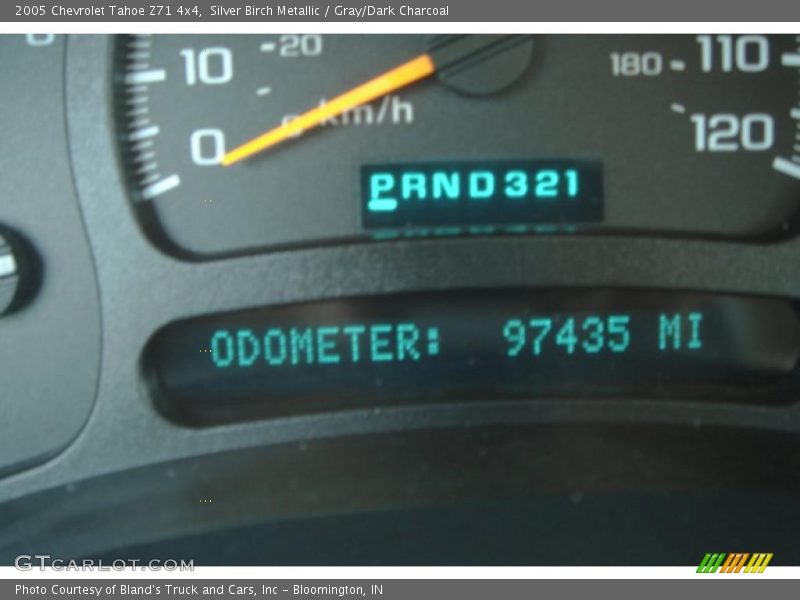 2005 Chevrolet Tahoe Z71 4x4, Silver Birch Metallic / Gray/Dark Charcoal
10 20 180 110
km/h
0 120
PRND321
ODOMETER: 97435 MI
GTCARLOT.COM
Photo Courtesy of Bland's Truck and Cars, Inc - Bloomington, IN